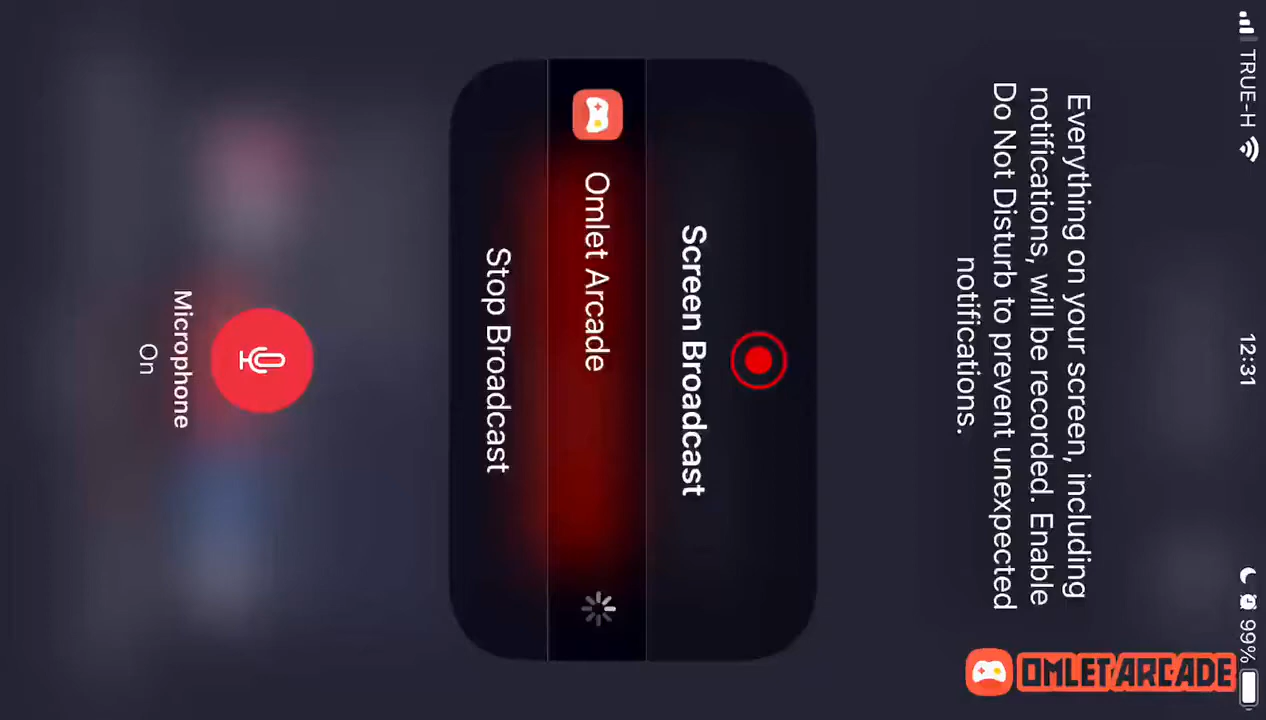 TRUE-H
12:31
99%
Everything on your screen, including
notifications, will be recorded. Enable
Do Not Disturb to prevent unexpected
notifications.
Screen Broadcast
Omlet Arcade
Stop Broadcast
Microphone
On
OMLET ARCADE